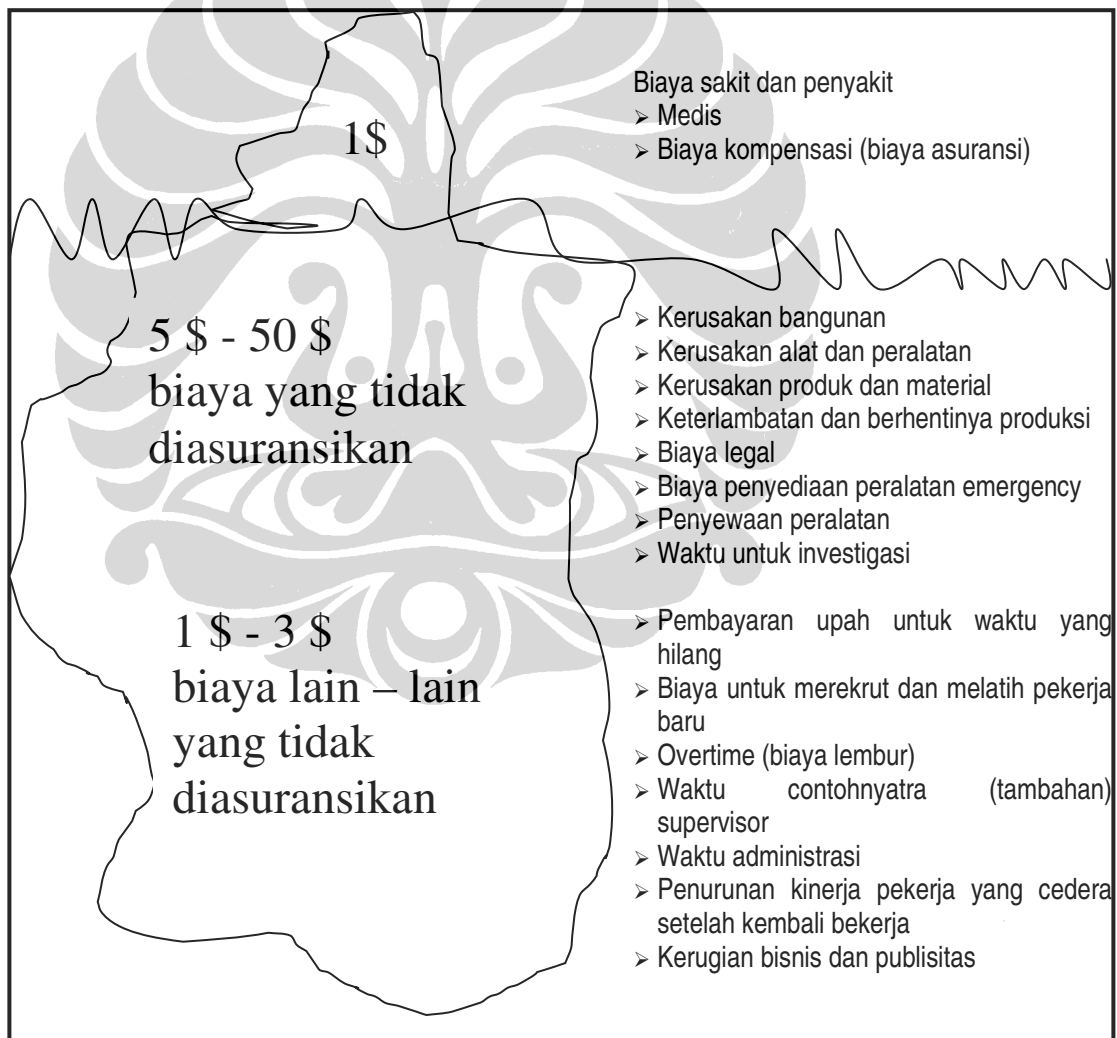 Biaya sakit dan penyakit
➢ Medis
➢ Biaya kompensasi (biaya asuransi)
1$
5 $ - 50 $
biaya yang tidak
diasuransikan
➢ Kerusakan bangunan
➢ Kerusakan alat dan peralatan
➢ Kerusakan produk dan material
➢ Keterlambatan dan berhentinya produksi
➢ Biaya legal
➢ Biaya penyediaan peralatan emergency
➢ Penyewaan peralatan
➢ Waktu untuk investigasi
1 $ - 3 $
biaya lain – lain
yang tidak
diasuransikan
➢ Pembayaran upah untuk waktu yang
hilang
➢ Biaya untuk merekrut dan melatih pekerja
baru
➢ Overtime (biaya lembur)
➢ Waktu contohnyatra (tambahan)
supervisor
➢ Waktu administrasi
➢ Penurunan kinerja pekerja yang cedera
setelah kembali bekerja
➢ Kerugian bisnis dan publisitas